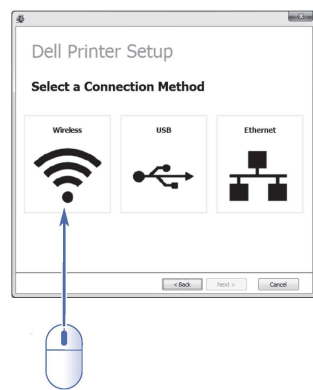 Dell Printer Setup
Select a Connection Method
Wireless USB Ethernet
< Back Next > Cancel